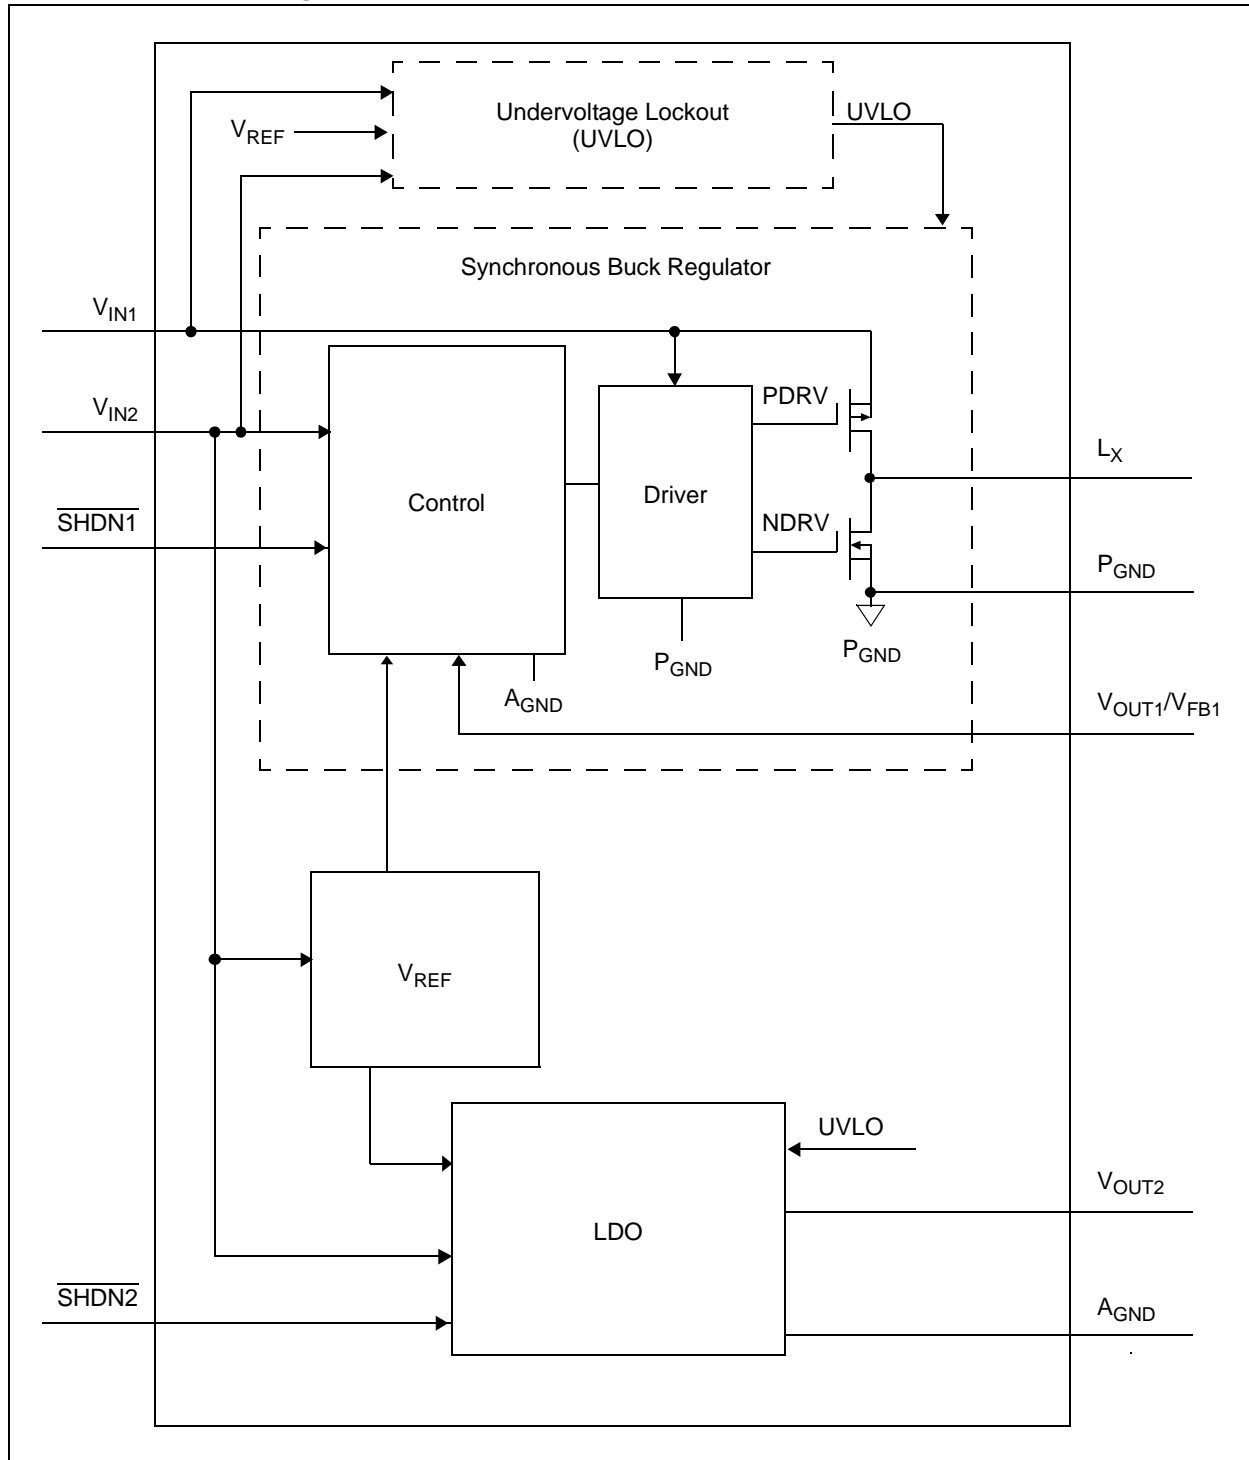 Undervoltage Lockout
(UVLO)
UVLO
VREF
Synchronous Buck Regulator
VIN1
VIN2
PDRV
LX
Control
Driver
SHDN1
NDRV
PGND
PGND
PGND
AGND
VOUT1/VFB1
VREF
UVLO
VOUT2
LDO
SHDN2
AGND